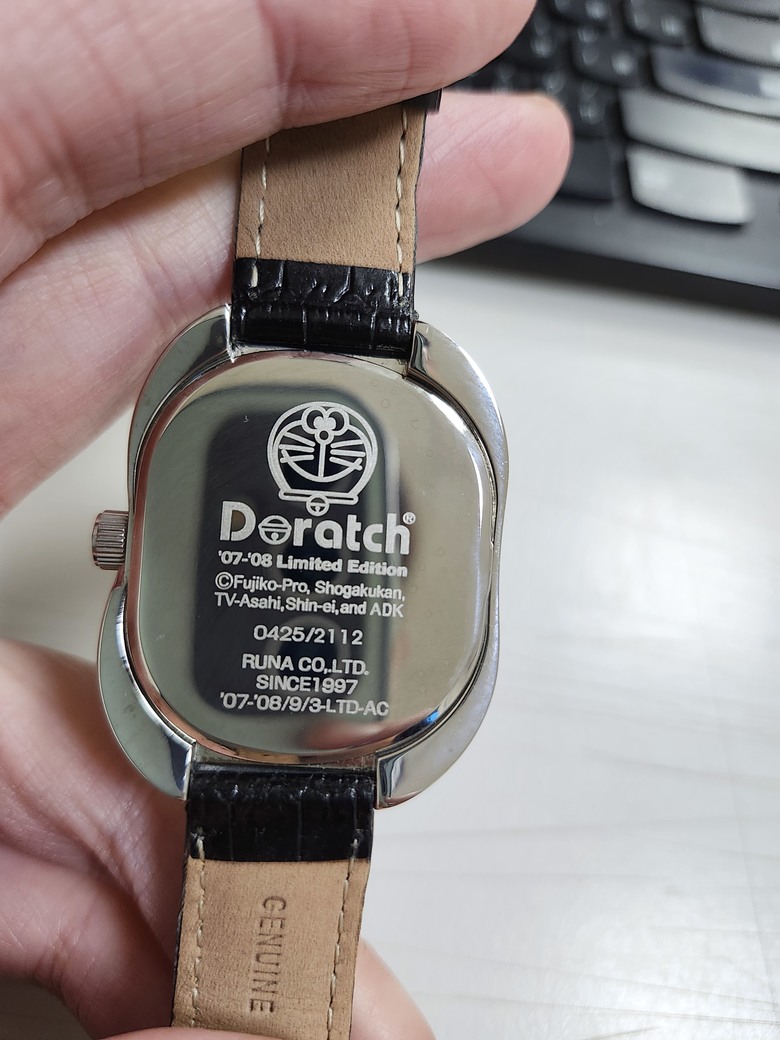 Doratch®
'07-'08 Limited Edition
©Fujiko-Pro, Shogakukan,
TV-Asahi, Shin-ei, and ADK
0425/2112
RUNA CO,.LTD.
SINCE1997
'07-'08/9/3-LTD-AC
GENUINE